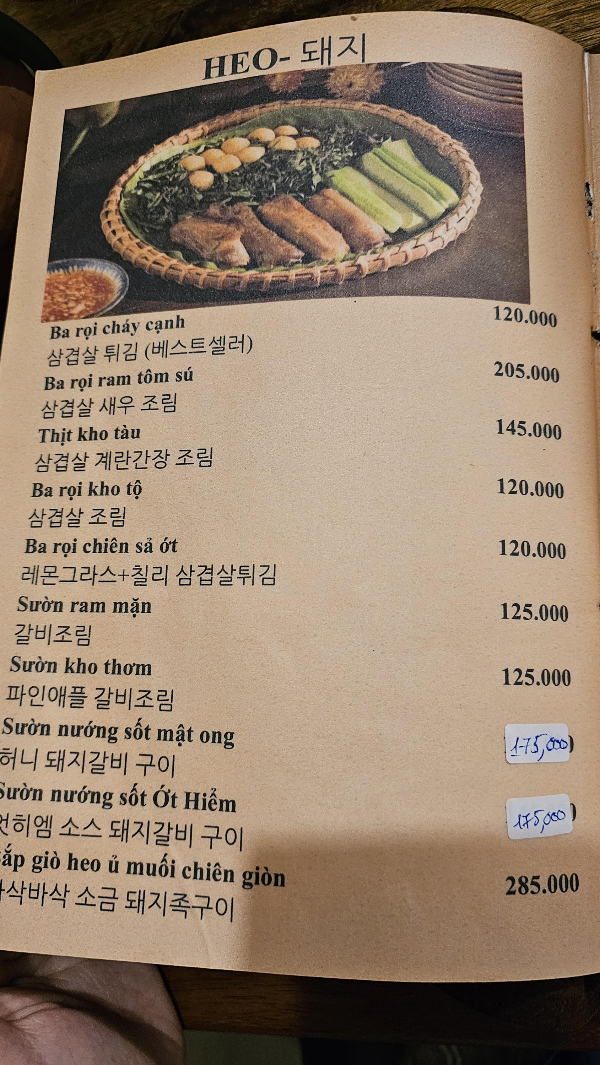 HEO- 돼지
Ba rọi cháy cạnh 120.000
삼겹살 튀김 (베스트셀러)
Ba rọi ram tôm sú 205.000
삼겹살 새우 조림
Thịt kho tàu 145.000
삼겹살 계란간장 조림
Ba rọi kho tộ 120.000
삼겹살 조림
Ba rọi chiên sả ớt 120.000
레몬그라스+칠리 삼겹살튀김
Sườn ram mặn 125.000
갈비조림
Sườn kho thơm 125.000
파인애플 갈비조림
Sườn nướng sốt mật ong 175,000
허니 돼지갈비 구이
Sườn nướng sốt Ớt Hiểm 175,000
소스 돼지갈비 구이
giò heo ủ muối chiên giòn 285.000
소금 돼지족구이